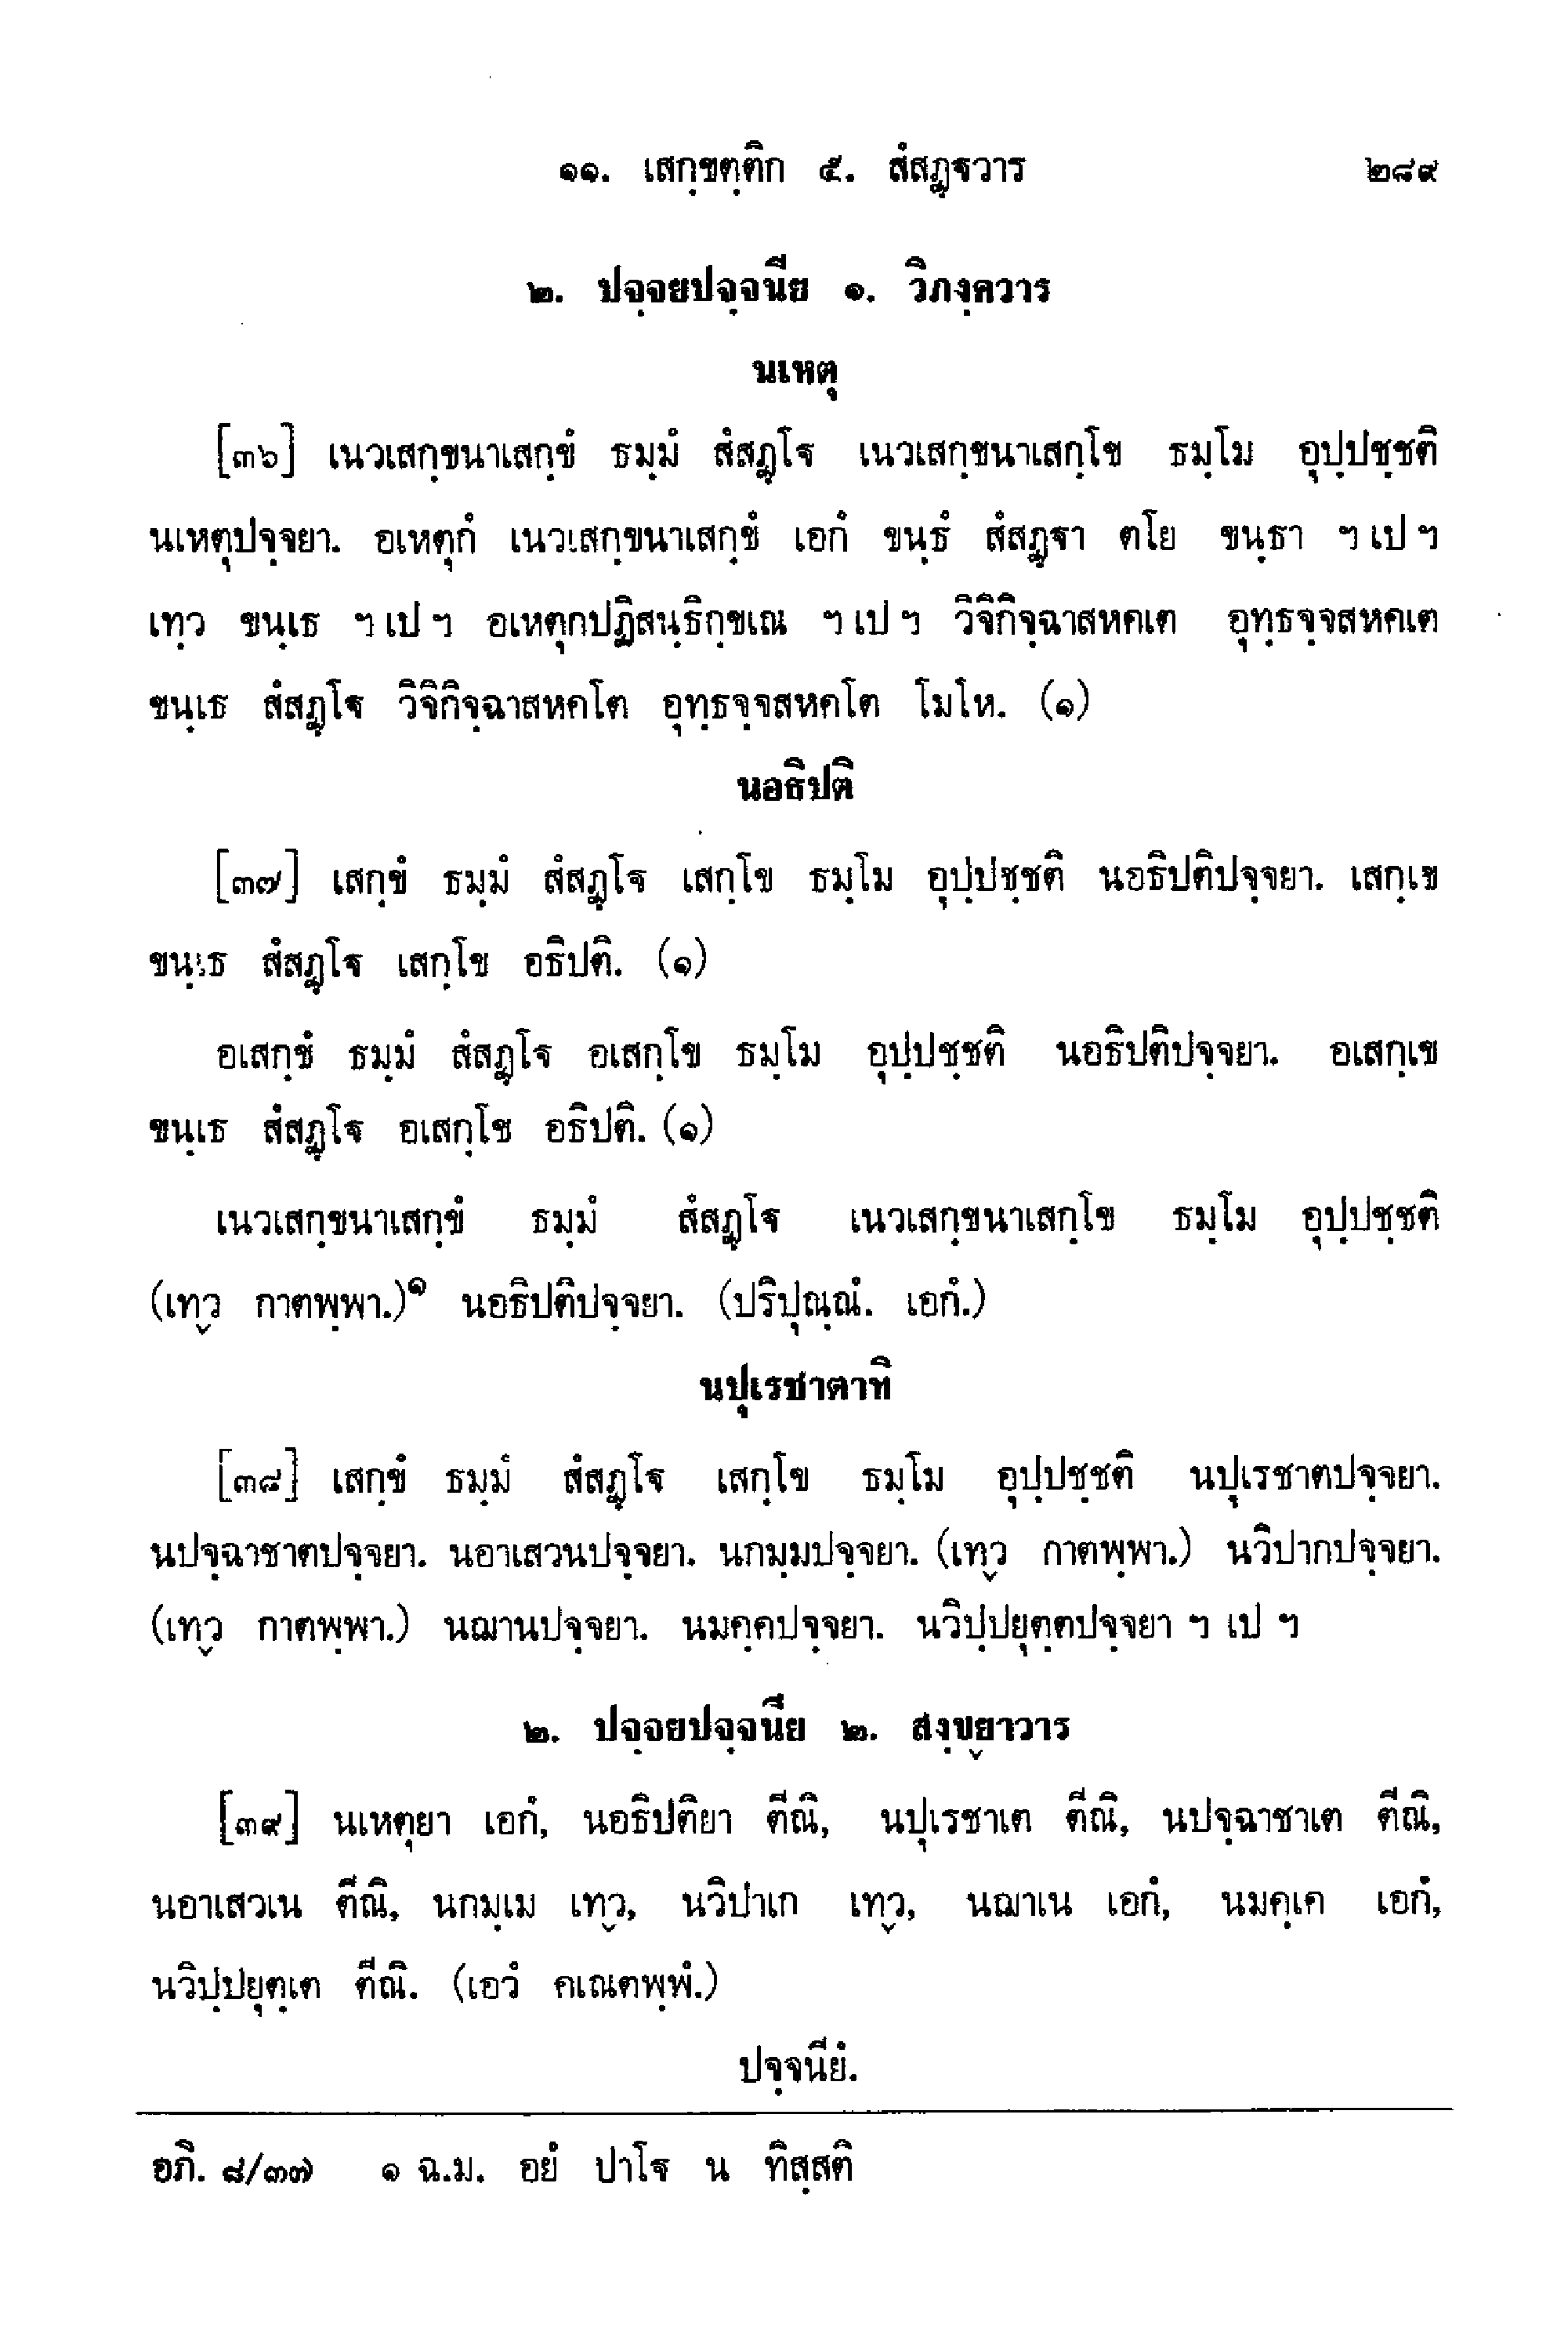 ๑๑. เสกฺขตฺติก ๕. สํสฏฺฐวาร ๒๘๙
๒. ปจฺจยปจฺจนีย ๑. วิภงฺควาร
นเหตุ
[๓๖] เนวเสกฺขนาเสกฺขํ ธมฺมํ สํสฏฺโฐ เนวเสกฺขนาเสกฺโข ธมฺโม อุปฺปชฺชติ
นเหตุปจฺจยา. อเหตุกํ เนวเสกฺขนาเสกฺขํ เอกํ ขนฺธํ สํสฏฺฐา ตโย ขนฺธา ฯ เป ฯ
เทฺว ขนฺเธ ฯ เป ฯ อเหตุกปฏิสนฺธิกฺขเณ ฯ เป ฯ วิจิกิจฺฉาสหคเต อุทฺธจฺจสหคเต
ขนฺเธ สํสฏฺโฐ วิจิกิจฺฉาสหคโต อุทฺธจฺจสหคโต โมโห. (๑)
นอธิปติ
[๓๗] เสกฺขํ ธมฺมํ สํสฏฺโฐ เสกฺโข ธมฺโม อุปฺปชฺชติ นอธิปติปจฺจยา. เสกฺเข
ขนฺเธ สํสฏฺโฐ เสกฺโข อธิปติ. (๑)
อเสกฺขํ ธมฺมํ สํสฏฺโฐ อเสกฺโข ธมฺโม อุปฺปชฺชติ นอธิปติปจฺจยา. อเสกฺเข
ขนฺเธ สํสฏฺโฐ อเสกฺโข อธิปติ. (๑)
เนวเสกฺขนาเสกฺขํ ธมฺมํ สํสฏฺโฐ เนวเสกฺขนาเสกฺโข ธมฺโม อุปฺปชฺชติ
(เทฺว กาตพฺพา.)๑ นอธิปติปจฺจยา. (ปริปุณฺณํ. เอกํ.)
นปุเรชาตาทิ
[๓๘] เสกฺขํ ธมฺมํ สํสฏฺโฐ เสกฺโข ธมฺโม อุปฺปชฺชติ นปุเรชาตปจฺจยา.
นปจฺฉาชาตปจฺจยา. นอาเสวนปจฺจยา. นกมฺมปจฺจยา. (เทฺว กาตพฺพา.) นวิปากปจฺจยา.
(เทฺว กาตพฺพา.) นฌานปจฺจยา. นมคฺคปจฺจยา. นวิปฺปยุตฺตปจฺจยา ฯ เป ฯ
๒. ปจฺจยปจฺจนีย ๒. สงฺขฺยาวาร
[๓๙] นเหตุยา เอกํ, นอธิปติยา ตีณิ, นปุเรชาเต ตีณิ, นปจฺฉาชาเต ตีณิ,
นอาเสวเน ตีณิ, นกมฺเม เทฺว, นวิปาเก เทฺว, นฌาเน เอกํ, นมคฺเค เอกํ,
นวิปฺปยุตฺเต ตีณิ. (เอวํ คเณตพฺพํ.)
ปจฺจนียํ.
อภิ. ๘/๓๗ ๑ ฉ.ม. อยํ ปาโฐ น ทิสฺสติ